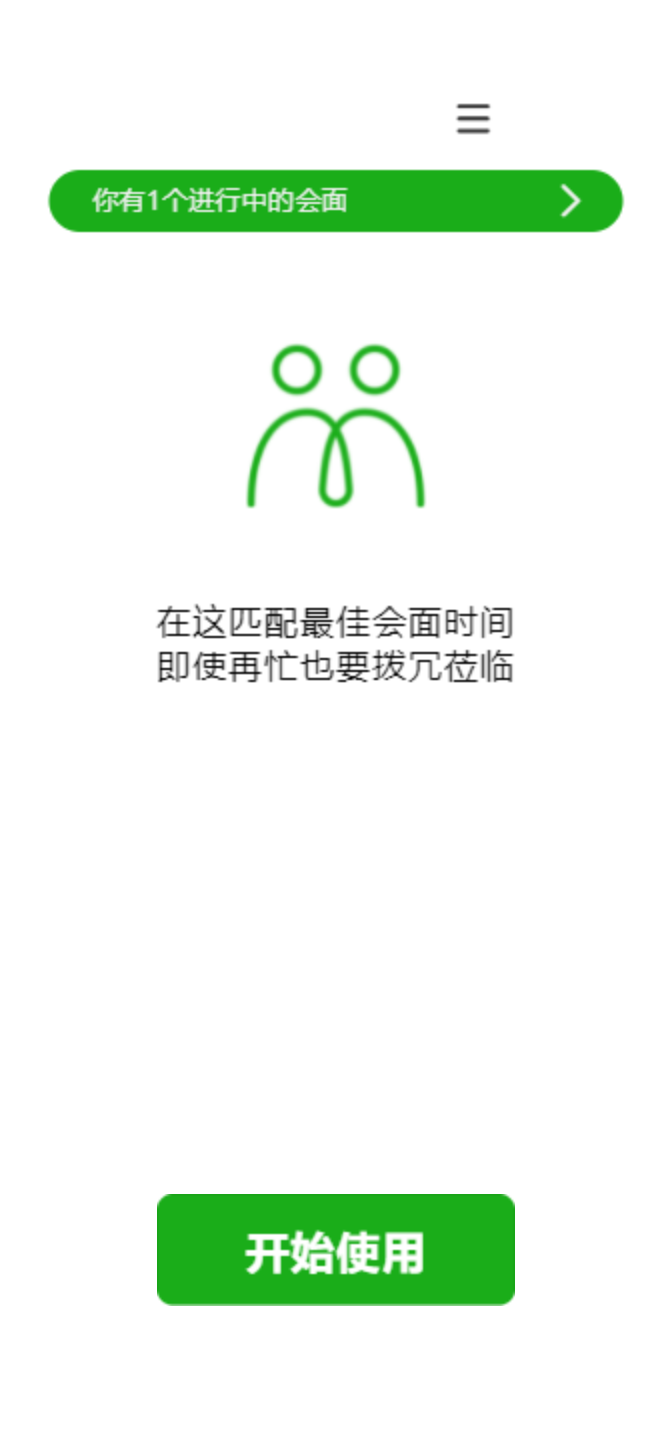 你有1个进行中的会面
在这匹配最佳会面时间
即使再忙也要拨冗莅临
开始使用